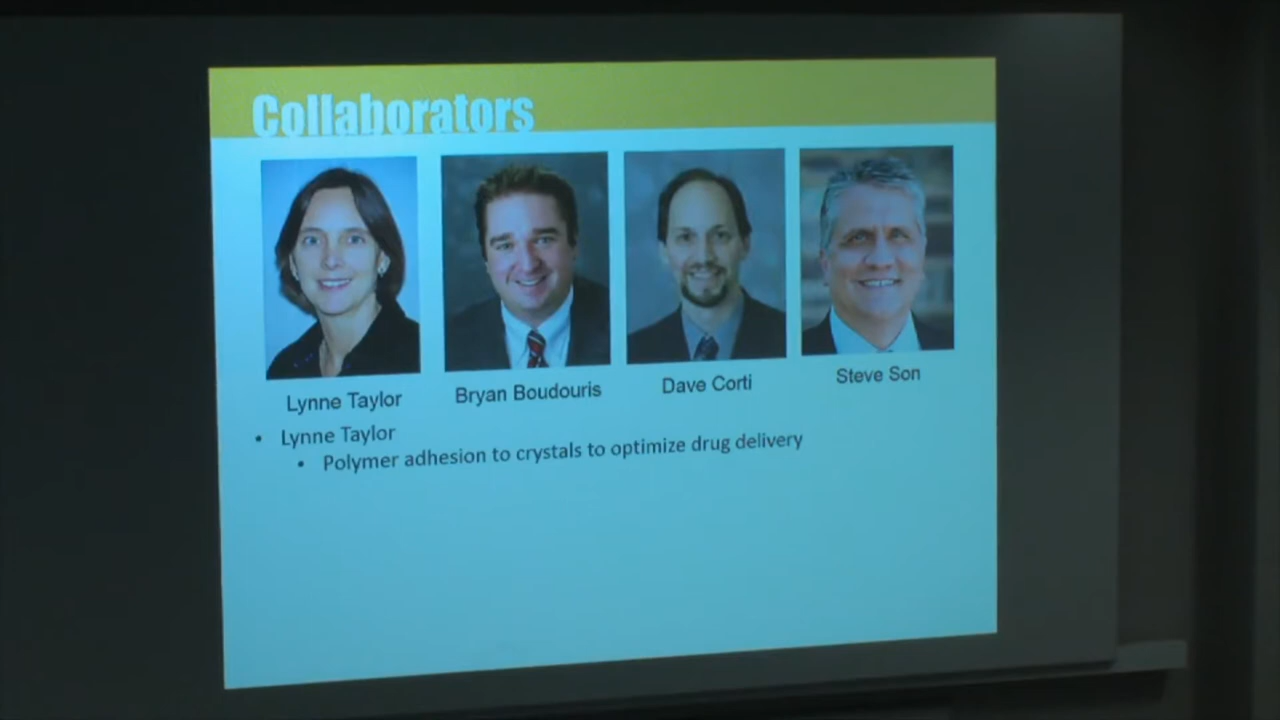 Collaborators
Lynne Taylor
Bryan Boudouris
Dave Corti
Steve Son
• Lynne Taylor
• Polymer adhesion to crystals to optimize drug delivery